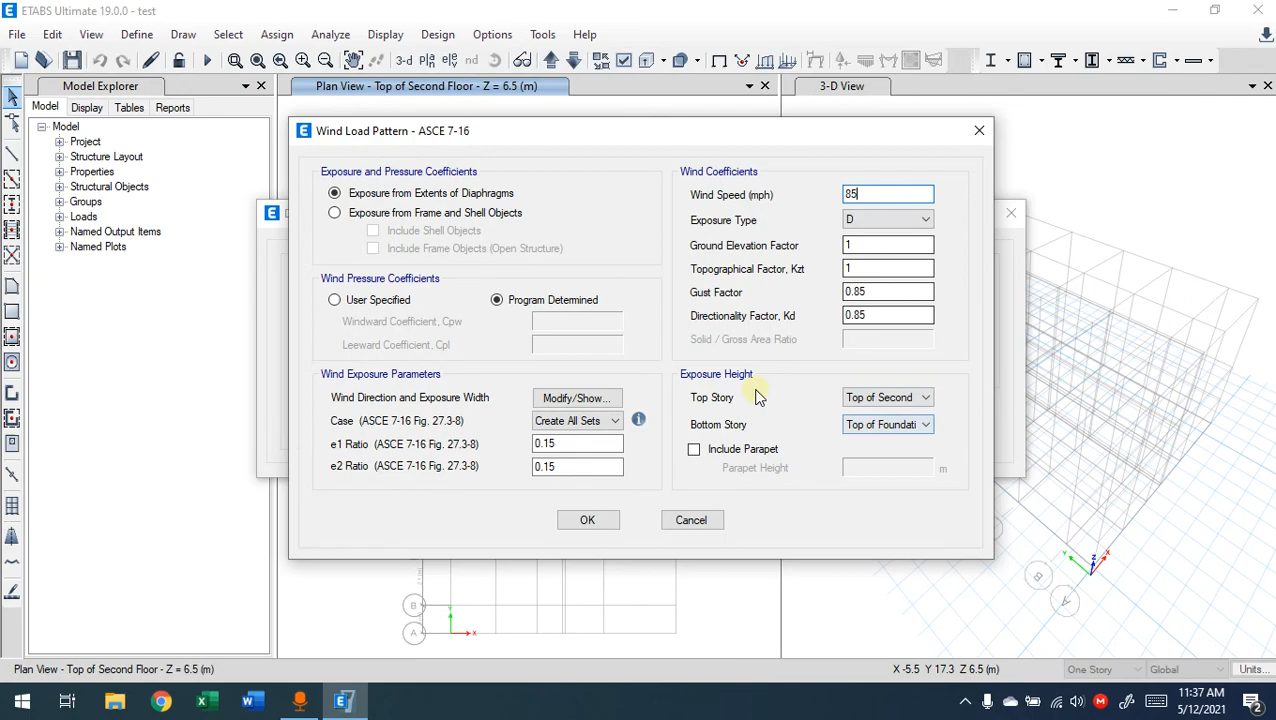 ETABS Ultimate 19.0.0 - test
File Edit View Define Draw Select Assign Analyze Display Design Options Tools Help
3-d
Model Explorer
Plan View - Top of Second Floor - Z = 6.5 (m)
3-D View
Model Display Tables Reports
Model
Project
Structure Layout
Properties
Structural Objects
Groups
Loads
Named Output Items
Named Plots
Wind Load Pattern - ASCE 7-16
Exposure and Pressure Coefficients
Exposure from Extents of Diaphragms
Exposure from Frame and Shell Objects
Include Shell Objects
Include Frame Objects (Open Structure)
Wind Pressure Coefficients
User Specified
Program Determined
Windward Coefficient, Cpw
Leeward Coefficient, Cpl
Wind Exposure Parameters
Wind Direction and Exposure Width Modify/Show...
Case (ASCE 7-16 Fig. 27.3-8) Create All Sets
e1 Ratio (ASCE 7-16 Fig. 27.3-8) 0.15
e2 Ratio (ASCE 7-16 Fig. 27.3-8) 0.15
Wind Coefficients
Wind Speed (mph) 85
Exposure Type D
Ground Elevation Factor 1
Topographical Factor, Kzt 1
Gust Factor 0.85
Directionality Factor, Kd 0.85
Solid / Gross Area Ratio
Exposure Height
Top Story Top of Second
Bottom Story Top of Foundati
Include Parapet
Parapet Height m
OK
Cancel
B
A
Y
X
Y Z X
B
A
Plan View - Top of Second Floor - Z = 6.5 (m)
X -5.5 Y 17.3 Z 6.5 (m)
One Story
Global
Units...
11:37 AM
5/12/2021
2